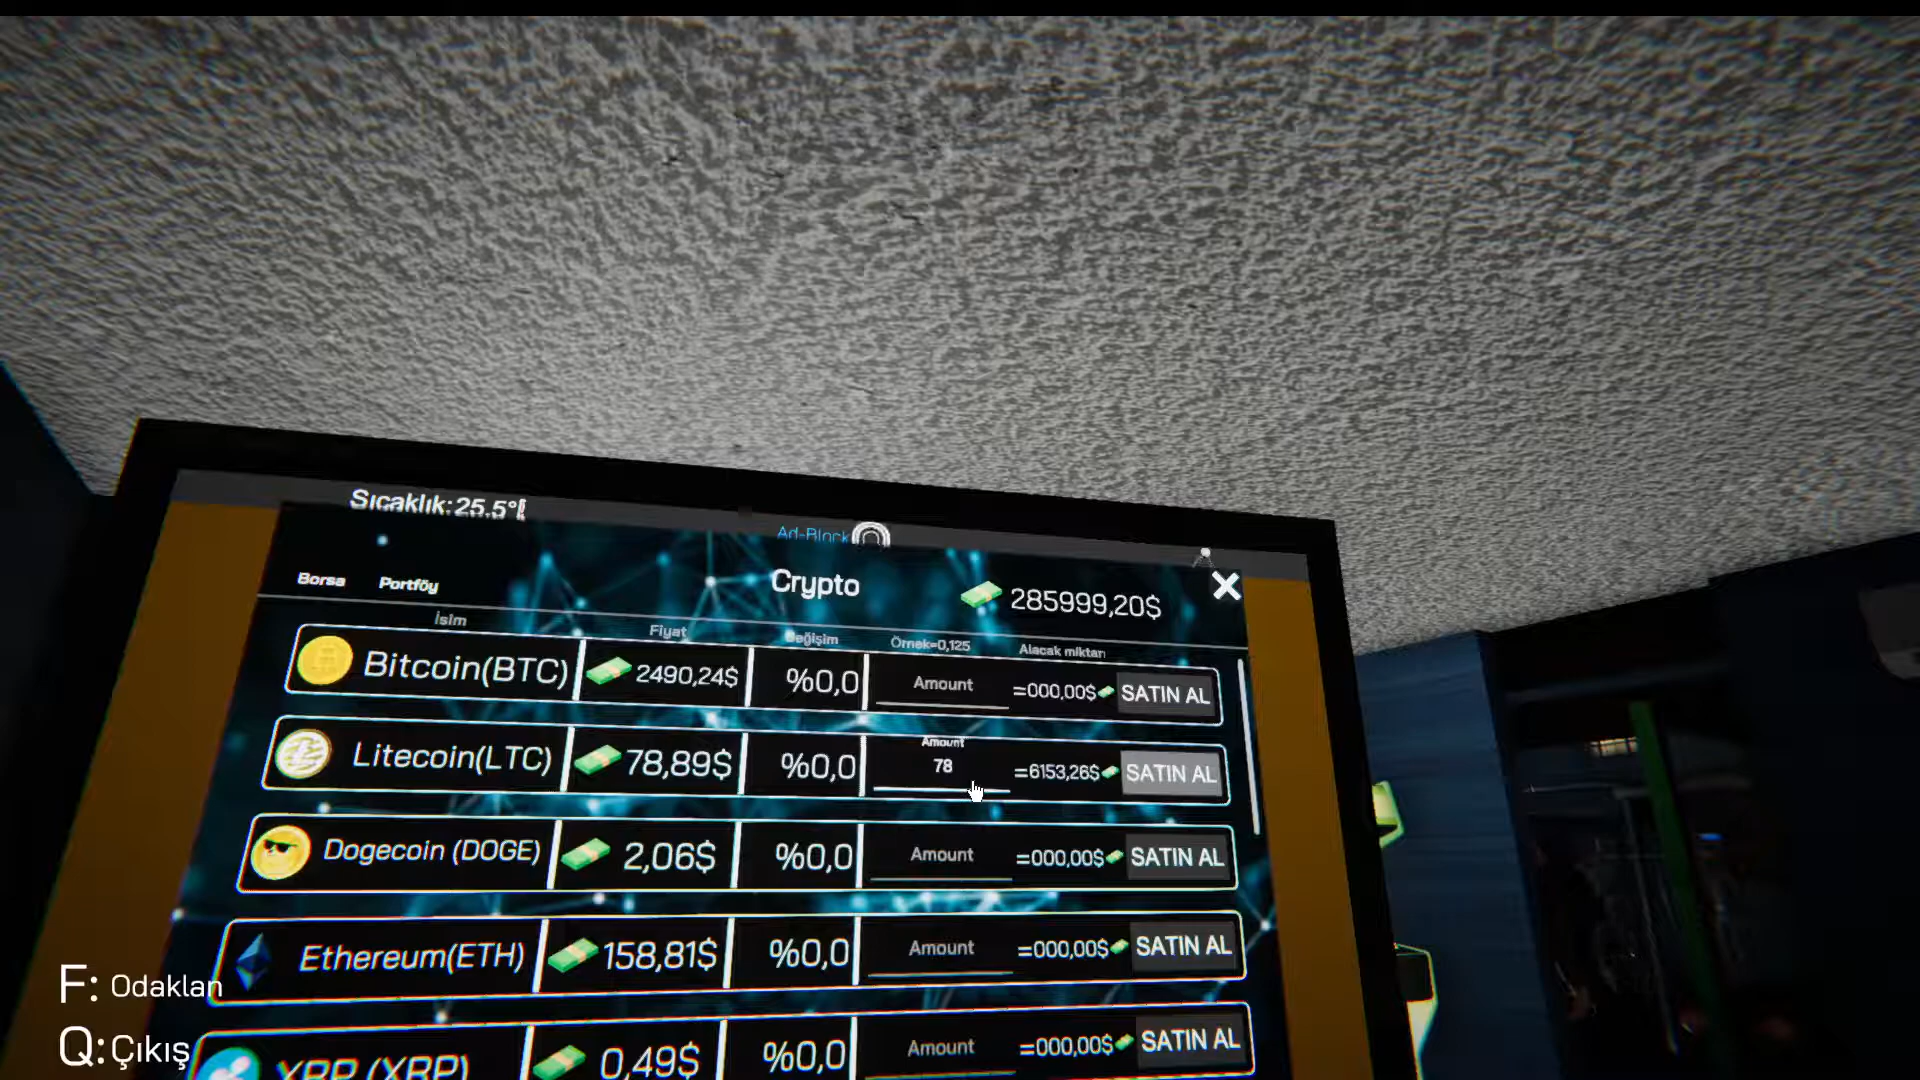 Sıcaklık:25.5°
Ad-Block
Borsa Portföy Crypto 285999,20$ X
İsim Fiyat Değişim Örnek=0,125 Alacak miktarı
Bitcoin(BTC) 2490,24$ %0,0 Amount =000,00$ SATIN AL
Amount
Litecoin(LTC) 78,89$ %0,0 78 =6153,26$ SATIN AL
Dogecoin (DOGE) 2,06$ %0,0 Amount =000,00$ SATIN AL
Ethereum(ETH) 158,81$ %0,0 Amount =000,00$ SATIN AL
XRP (XRP) 0,49$ %0,0 Amount =000,00$ SATIN AL
F: Odaklan
Q: Çıkış